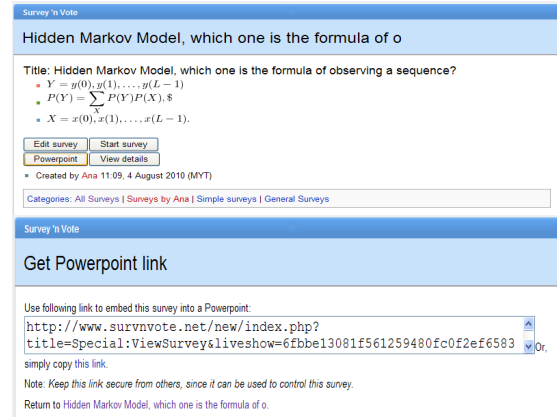 Survey 'n Vote
Hidden Markov Model, which one is the formula of o
Title: Hidden Markov Model, which one is the formula of observing a sequence?
Y = y(0), y(1), . . . , y(L − 1)
P(Y) = ∑_X P(Y)P(X), $
X = x(0), x(1), . . . , x(L − 1).
Edit survey Start survey
Powerpoint View details
Created by Ana 11:09, 4 August 2010 (MYT)
Categories: All Surveys | Surveys by Ana | Simple surveys | General Surveys
Survey 'n Vote
Get Powerpoint link
Use following link to embed this survey into a Powerpoint:
http://www.survnvote.net/new/index.php?
title=Special:ViewSurvey&liveshow=6fbbe13081f561259480fc0f2ef6583 Or,
simply copy this link.
Note: Keep this link secure from others, since it can be used to control this survey.
Return to Hidden Markov Model, which one is the formula of o.